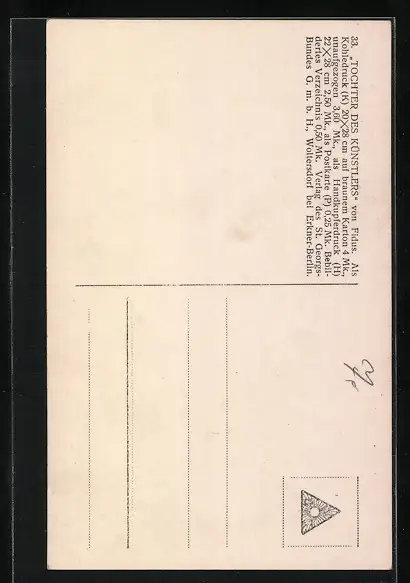 33. „TOCHTER DES KÜNSTLERS“ von Fidus. Als
Kohledruck (K) 20×28 cm auf braunem Karton 4 Mk.,
unaufgezogen 3,60 Mk., als Handkupferdruck (H)
22×28 cm 2,50 Mk., als Postkarte (P) 0,25 Mk. Bebil-
dertes Verzeichnis 0,50 Mk. Verlag des St. Georgs-
Bundes G. m. b. H., Woltersdorf bei Erkner-Berlin.